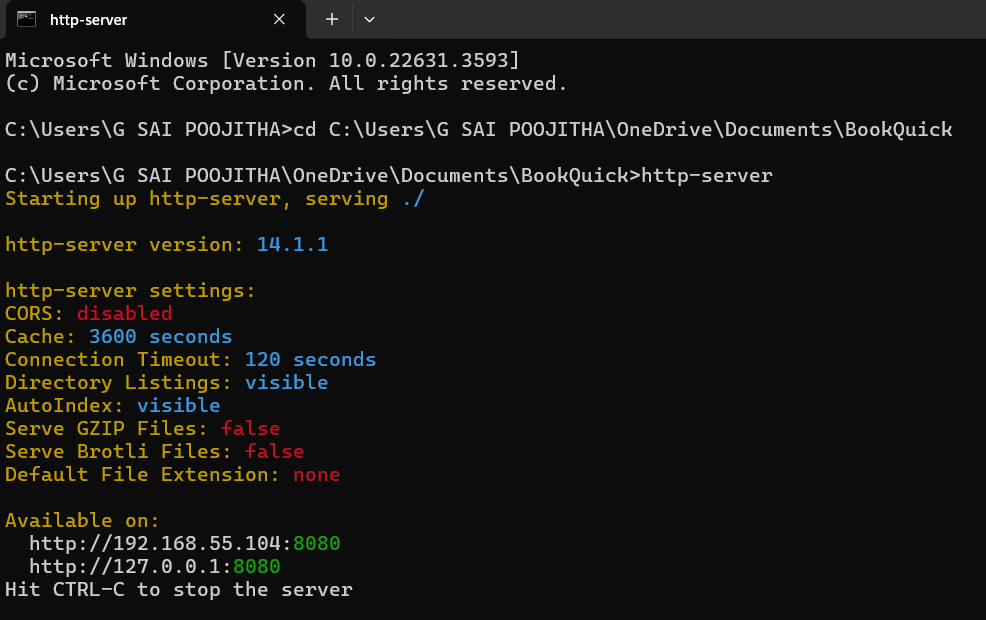 http-server
Microsoft Windows [Version 10.0.22631.3593]
(c) Microsoft Corporation. All rights reserved.
C:\Users\G SAI POOJITHA>cd C:\Users\G SAI POOJITHA\OneDrive\Documents\BookQuick
C:\Users\G SAI POOJITHA\OneDrive\Documents\BookQuick>http-server
Starting up http-server, serving ./
http-server version: 14.1.1
http-server settings:
CORS: disabled
Cache: 3600 seconds
Connection Timeout: 120 seconds
Directory Listings: visible
AutoIndex: visible
Serve GZIP Files: false
Serve Brotli Files: false
Default File Extension: none
Available on:
  http://192.168.55.104:8080
  http://127.0.0.1:8080
Hit CTRL-C to stop the server